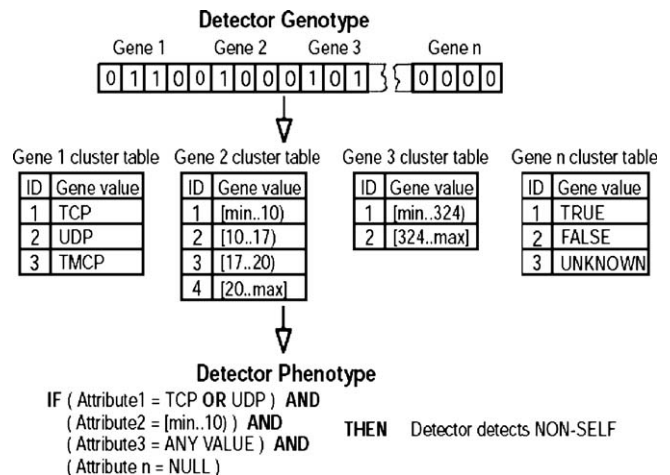 Detector Genotype
Gene 1 Gene 2 Gene 3 Gene n
0 1 1 0 0 1 0 0 0 1 0 1 0 0 0 0
Gene 1 cluster table
ID Gene value
1 TCP
2 UDP
3 TMCP
Gene 2 cluster table
ID Gene value
1 [min..10)
2 [10..17)
3 [17..20)
4 [20..max]
Gene 3 cluster table
ID Gene value
1 [min..324)
2 [324..max]
Gene n cluster table
ID Gene value
1 TRUE
2 FALSE
3 UNKNOWN
Detector Phenotype
IF ( Attribute1 = TCP OR UDP ) AND
( Attribute2 = [min..10) ) AND
( Attribute3 = ANY VALUE ) AND
( Attribute n = NULL )
THEN Detector detects NON-SELF